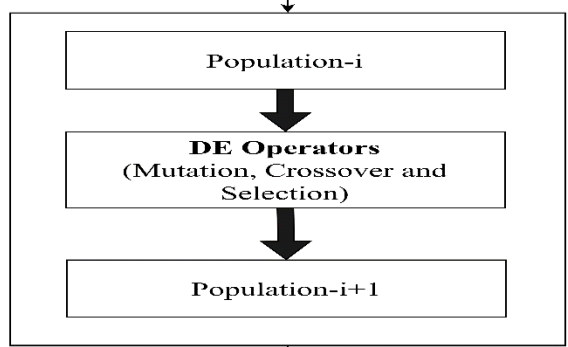 Population-i
DE Operators
(Mutation, Crossover and
Selection)
Population-i+1